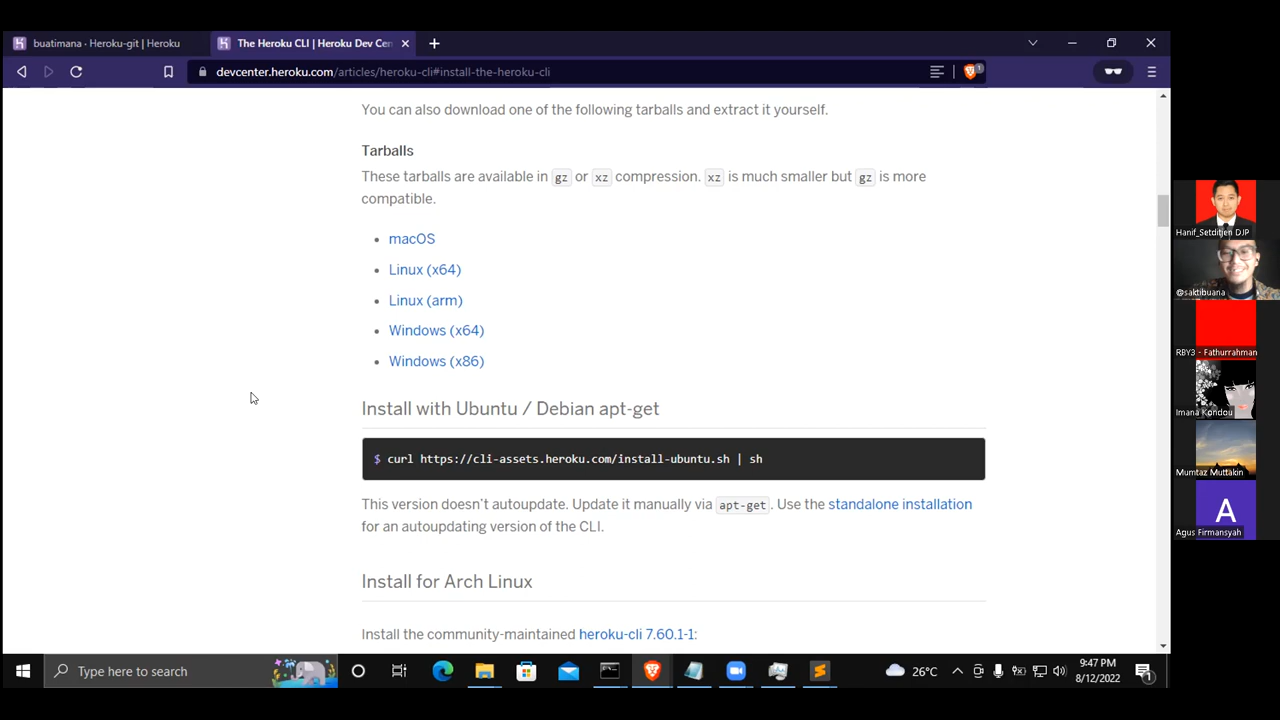 buatimana · Heroku-git | Heroku
The Heroku CLI | Heroku Dev Cen
devcenter.heroku.com/articles/heroku-cli#install-the-heroku-cli
1
You can also download one of the following tarballs and extract it yourself.
Tarballs
These tarballs are available in gz or xz compression. xz is much smaller but gz is more
compatible.
macOS
Linux (x64)
Linux (arm)
Windows (x64)
Windows (x86)
Install with Ubuntu / Debian apt-get
$ curl https://cli-assets.heroku.com/install-ubuntu.sh | sh
This version doesn't autoupdate. Update it manually via apt-get. Use the standalone installation
for an autoupdating version of the CLI.
Install for Arch Linux
Install the community-maintained heroku-cli 7.60.1-1:
Hanif_Setditjen DJP
@saktibuana
RBY3 - Fathurrahman
Imana Kondou
Mumtaz Muttakin
A
Agus Firmansyah
Type here to search
26°C
9:47 PM
8/12/2022
1